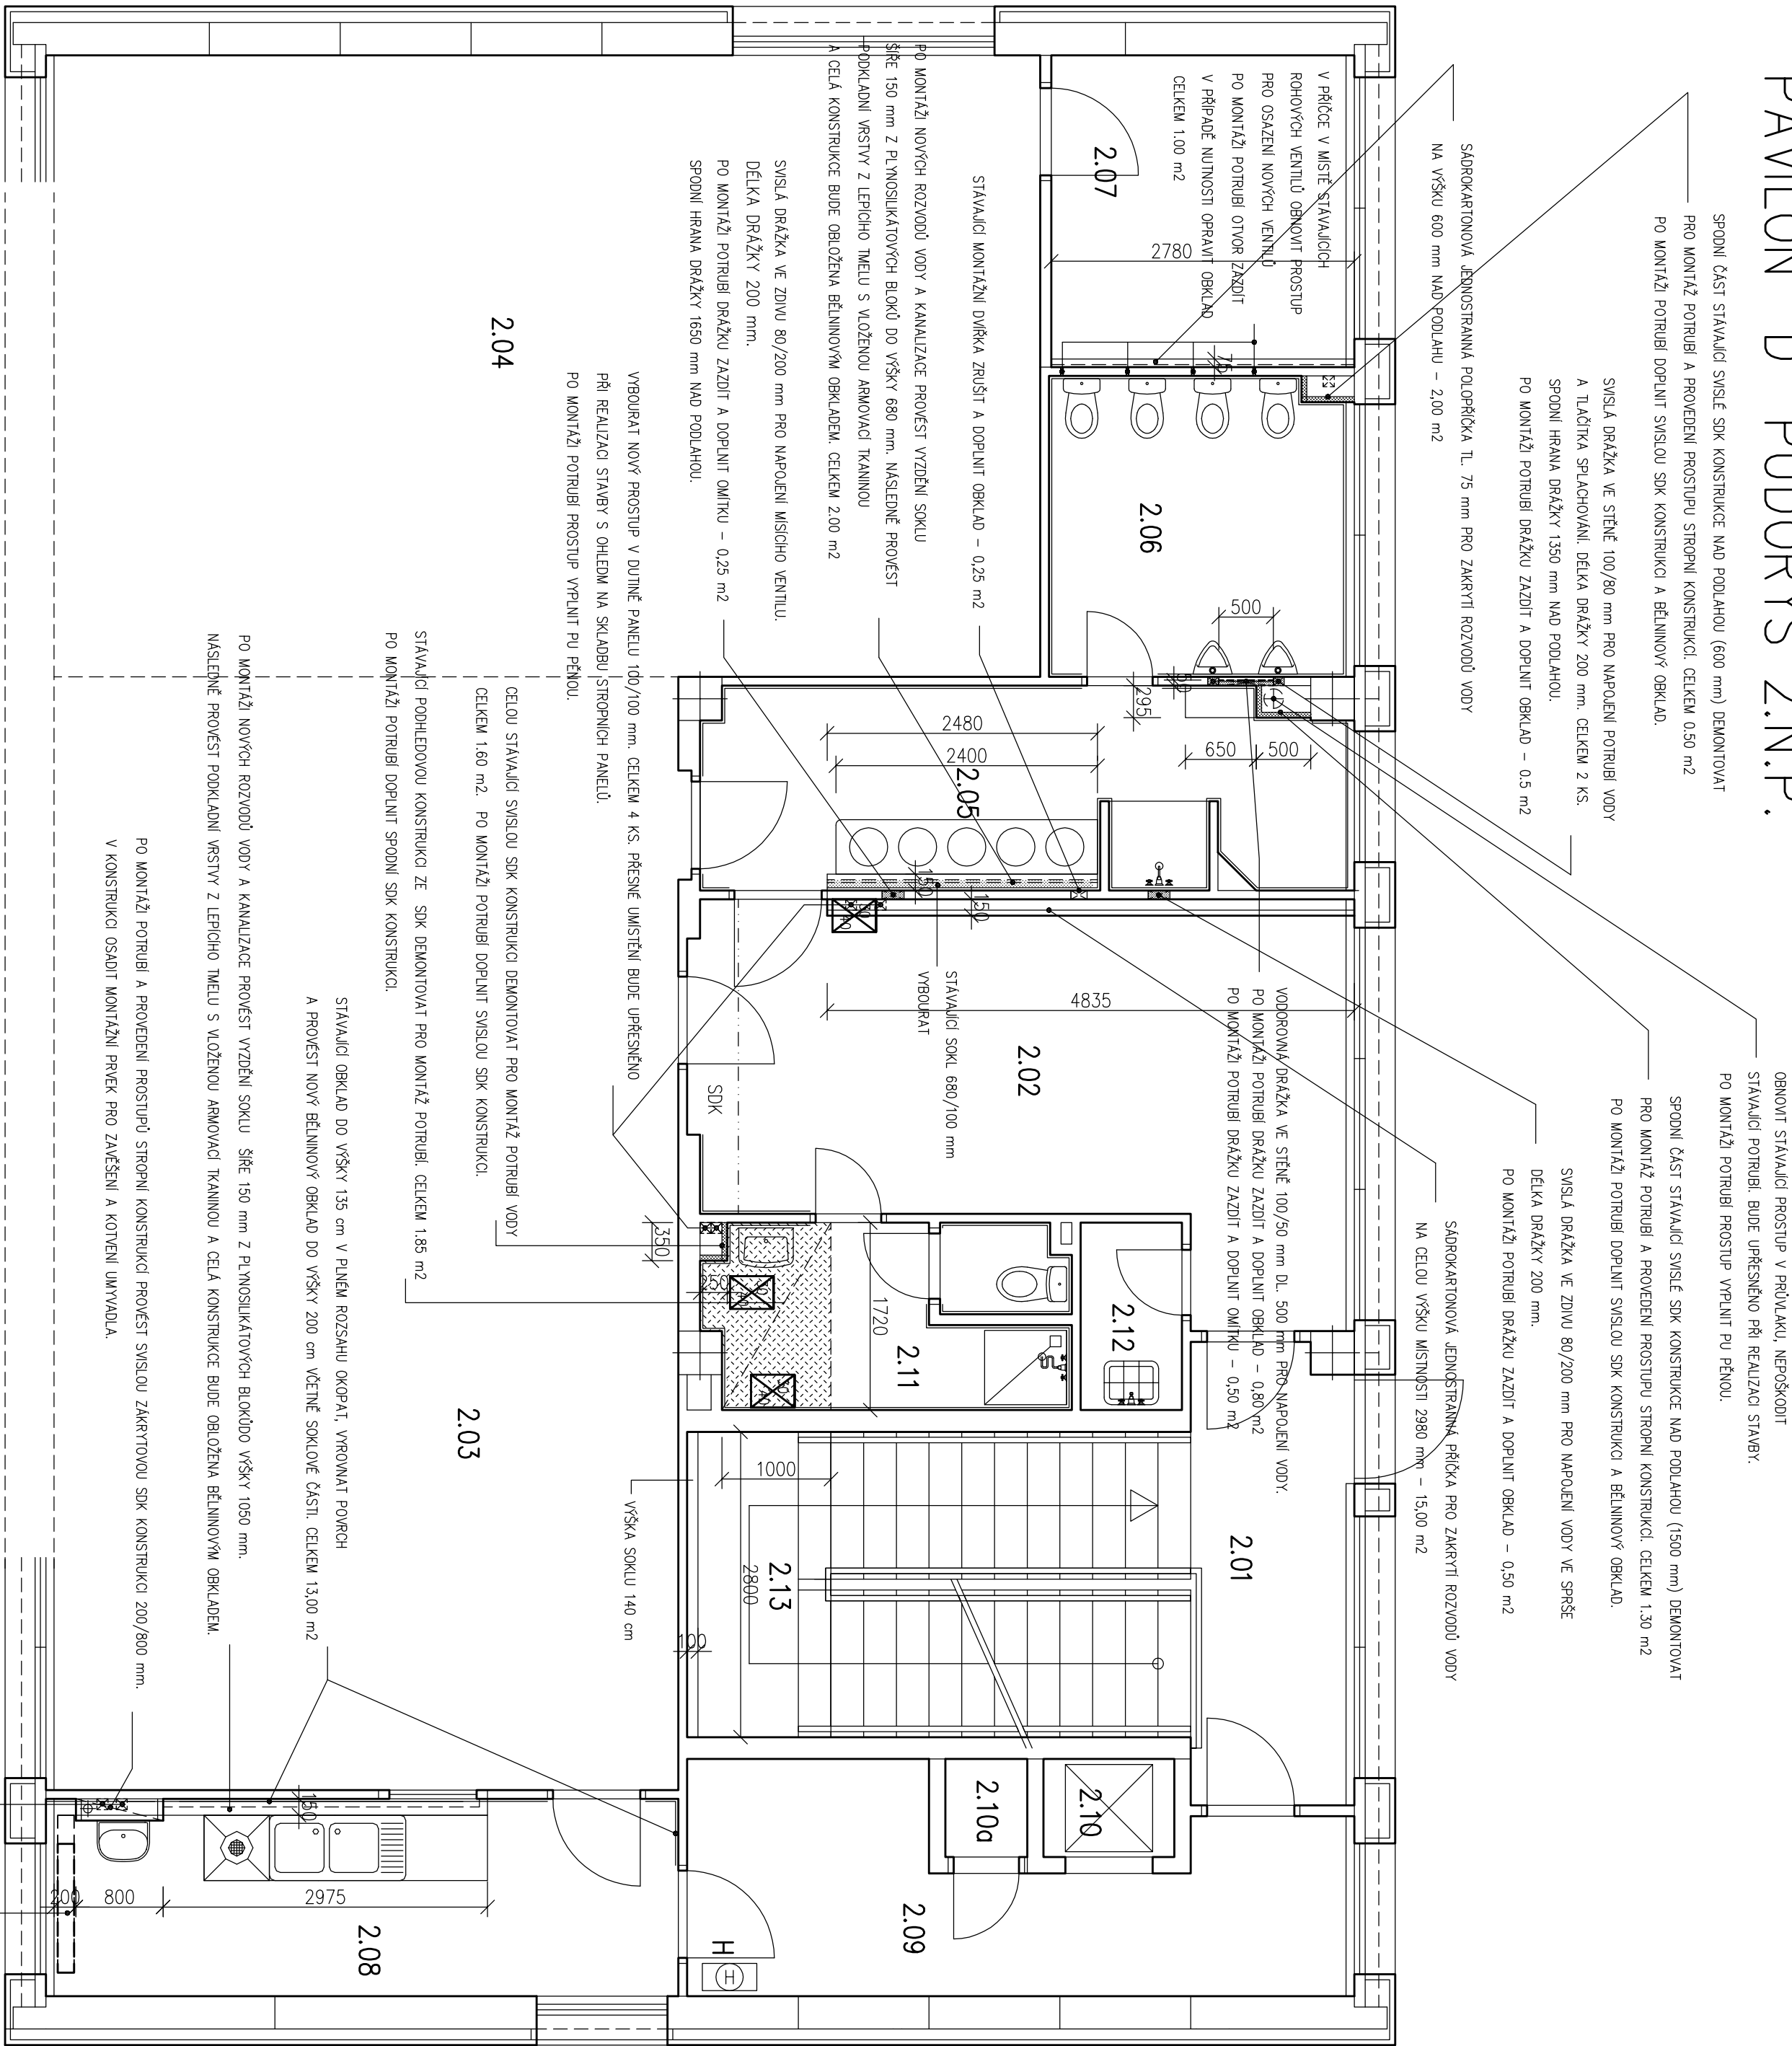 PAVILON D PŮDORYS 2.N.P.
OBNOVIT STÁVAJÍCÍ PROSTUP V PRŮVLAKU, NEPOŠKODIT
STÁVAJÍCÍ POTRUBÍ. BUDE UPŘESNĚNO PŘI REALIZACI STAVBY.
PO MONTÁŽI POTRUBÍ PROSTUP VYPLNIT PU PĚNOU.
SPODNÍ ČÁST STÁVAJÍCÍ SVISLÉ SDK KONSTRUKCE NAD PODLAHOU (600 mm) DEMONTOVAT
PRO MONTÁŽ POTRUBÍ A PROVEDENÍ PROSTUPU STROPNÍ KONSTRUKCÍ. CELKEM 0.50 m2
PO MONTÁŽI POTRUBÍ DOPLNIT SVISLOU SDK KONSTRUKCI A BĚLNINOVÝ OBKLAD.
SPODNÍ ČÁST STÁVAJÍCÍ SVISLÉ SDK KONSTRUKCE NAD PODLAHOU (1500 mm) DEMONTOVAT
PRO MONTÁŽ POTRUBÍ A PROVEDENÍ PROSTUPU STROPNÍ KONSTRUKCÍ. CELKEM 1.30 m2
PO MONTÁŽI POTRUBÍ DOPLNIT SVISLOU SDK KONSTRUKCI A BĚLNINOVÝ OBKLAD.
SVISLÁ DRÁŽKA VE STĚNĚ 100/80 mm PRO NAPOJENÍ POTRUBÍ VODY
A TLAČÍTKA SPLACHOVÁNÍ. DÉLKA DRÁŽKY 200 mm. CELKEM 2 KS.
SPODNÍ HRANA DRÁŽKY 1350 mm NAD PODLAHOU.
PO MONTÁŽI POTRUBÍ DRÁŽKU ZAZDÍT A DOPLNIT OBKLAD – 0.5 m2
SVISLÁ DRÁŽKA VE ZDIVU 80/200 mm PRO NAPOJENÍ VODY VE SPRŠE
DÉLKA DRÁŽKY 200 mm.
PO MONTÁŽI POTRUBÍ DRÁŽKU ZAZDÍT A DOPLNIT OBKLAD – 0,50 m2
SÁDROKARTONOVÁ JEDNOSTRANNÁ POLOPŘÍČKA TL. 75 mm PRO ZAKRYTÍ ROZVODŮ VODY
NA VÝŠKU 600 mm NAD PODLAHU – 2,00 m2
SÁDROKARTONOVÁ JEDNOSTRANNÁ PŘÍČKA PRO ZAKRYTÍ ROZVODŮ VODY
NA CELOU VÝŠKU MÍSTNOSTI 2980 mm – 15,00 m2
V PŘÍČCE V MÍSTĚ STÁVAJÍCÍCH
ROHOVÝCH VENTILŮ OBNOVIT PROSTUP
PRO OSAZENÍ NOVÝCH VENTILŮ
PO MONTÁŽI POTRUBÍ OTVOR ZAZDÍT
V PŘÍPADĚ NUTNOSTI OPRAVIT OBKLAD
CELKEM 1.00 m2
VODOROVNÁ DRÁŽKA VE STĚNĚ 100/50 mm DL. 500 mm PRO NAPOJENÍ VODY.
PO MONTÁŽI POTRUBÍ DRÁŽKU ZAZDÍT A DOPLNIT OBKLAD – 0,80 m2
PO MONTÁŽI POTRUBÍ DRÁŽKU ZAZDÍT A DOPLNIT OMÍTKU – 0,50 m2
2.07
2780
75
2.06
500
50
295
650
500
2480
2400
2.05
150
150
4835
2.02
2.12
2.01
2.10
2.10a
2.09
STÁVAJÍCÍ MONTÁŽNÍ DVÍŘKA ZRUŠIT A DOPLNIT OBKLAD – 0,25 m2
STÁVAJÍCÍ SOKL 680/100 mm
VYBOURAT
PO MONTÁŽI NOVÝCH ROZVODŮ VODY A KANALIZACE PROVÉST VYZDĚNÍ SOKLU
ŠÍŘE 150 mm Z PLYNOSILIKÁTOVÝCH BLOKŮ DO VÝŠKY 680 mm. NÁSLEDNĚ PROVÉST
PODKLADNÍ VRSTVY Z LEPÍCÍHO TMELU S VLOŽENOU ARMOVACÍ TKANINOU
A CELÁ KONSTRUKCE BUDE OBLOŽENA BĚLNINOVÝM OBKLADEM. CELKEM 2.00 m2
SVISLÁ DRÁŽKA VE ZDIVU 80/200 mm PRO NAPOJENÍ MÍSÍCÍHO VENTILU.
DÉLKA DRÁŽKY 200 mm.
PO MONTÁŽI POTRUBÍ DRÁŽKU ZAZDÍT A DOPLNIT OMÍTKU – 0,25 m2
SPODNÍ HRANA DRÁŽKY 1650 mm NAD PODLAHOU.
SDK
1720
2.11
350
250
1000
2.13
2800
100
H
H
VYBOURAT NOVÝ PROSTUP V DUTINĚ PANELU 100/100 mm. CELKEM 4 KS. PŘESNÉ UMÍSTĚNÍ BUDE UPŘESNĚNO
PŘI REALIZACI STAVBY S OHLEDM NA SKLADBU STROPNÍCH PANELŮ.
PO MONTÁŽI POTRUBÍ PROSTUP VYPLNIT PU PĚNOU.
VÝŠKA SOKLU 140 cm
2.04
2.03
CELOU STÁVAJÍCÍ SVISLOU SDK KONSTRUKCI DEMONTOVAT PRO MONTÁŽ POTRUBÍ VODY
CELKEM 1.60 m2. PO MONTÁŽI POTRUBÍ DOPLNIT SVISLOU SDK KONSTRUKCI.
STÁVAJÍCÍ PODHLEDOVOU KONSTRUKCI ZE SDK DEMONTOVAT PRO MONTÁŽ POTRUBÍ. CELKEM 1.85 m2
PO MONTÁŽI POTRUBÍ DOPLNIT SPODNÍ SDK KONSTRUKCI.
STÁVAJÍCÍ OBKLAD DO VÝŠKY 135 cm V PLNÉM ROZSAHU OKOPAT, VYROVNAT POVRCH
A PROVÉST NOVÝ BĚLNINOVÝ OBKLAD DO VÝŠKY 200 cm VČETNĚ SOKLOVÉ ČÁSTI. CELKEM 13,00 m2
PO MONTÁŽI NOVÝCH ROZVODŮ VODY A KANALIZACE PROVÉST VYZDĚNÍ SOKLU ŠÍŘE 150 mm Z PLYNOSILIKÁTOVÝCH BLOKŮDO VÝŠKY 1050 mm.
NÁSLEDNĚ PROVÉST PODKLADNÍ VRSTVY Z LEPÍCÍHO TMELU S VLOŽENOU ARMOVACÍ TKANINOU A CELÁ KONSTRUKCE BUDE OBLOŽENA BĚLNINOVÝM OBKLADEM.
PO MONTÁŽI POTRUBÍ A PROVEDENÍ PROSTUPŮ STROPNÍ KONSTRUKCÍ PROVÉST SVISLOU ZÁKRYTOVOU SDK KONSTRUKCI 200/800 mm.
V KONSTRUKCI OSADIT MONTÁŽNÍ PRVEK PRO ZAVĚŠENÍ A KOTVENÍ UMYVADLA.
150
2975
800
200
2.08